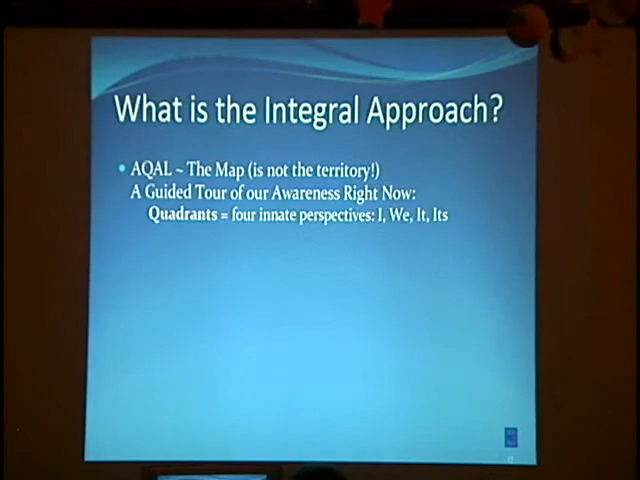 What is the Integral Approach?
• AQAL ~ The Map (is not the territory!)
A Guided Tour of our Awareness Right Now:
Quadrants = four innate perspectives: I, We, It, Its